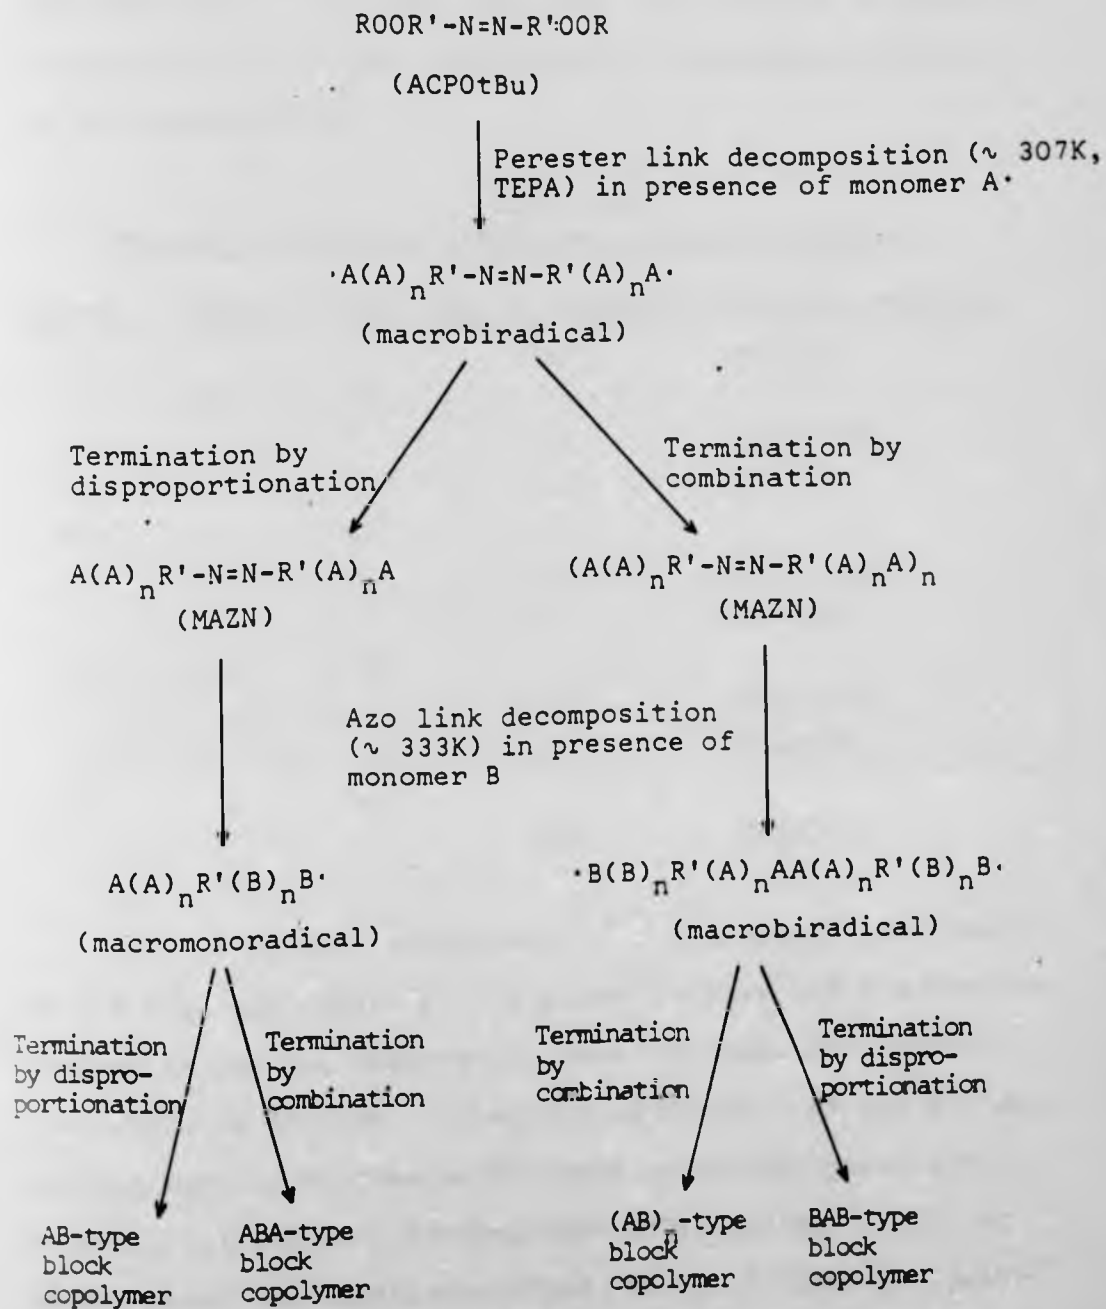 ROOR'-N=N-R':OOR
(ACPOtBu)
Perester link decomposition (~ 307K,
TEPA) in presence of monomer A·
·A(A)nR'-N=N-R'(A)nA·
(macrobiradical)
Termination by
disproportionation
Termination by
combination
A(A)nR'-N=N-R'(A)nA
(MAZN)
(A(A)nR'-N=N-R'(A)nA)n
(MAZN)
Azo link decomposition
(~ 333K) in presence of
monomer B
A(A)nR'(B)nB·
(macromonoradical)
·B(B)nR'(A)nAA(A)nR'(B)nB·
(macrobiradical)
Termination
by dispro-
portionation
Termination
by
combination
Termination
by
combination
Termination
by dispro-
portionation
AB-type
block
copolymer
ABA-type
block
copolymer
(AB)n-type
block
copolymer
BAB-type
block
copolymer